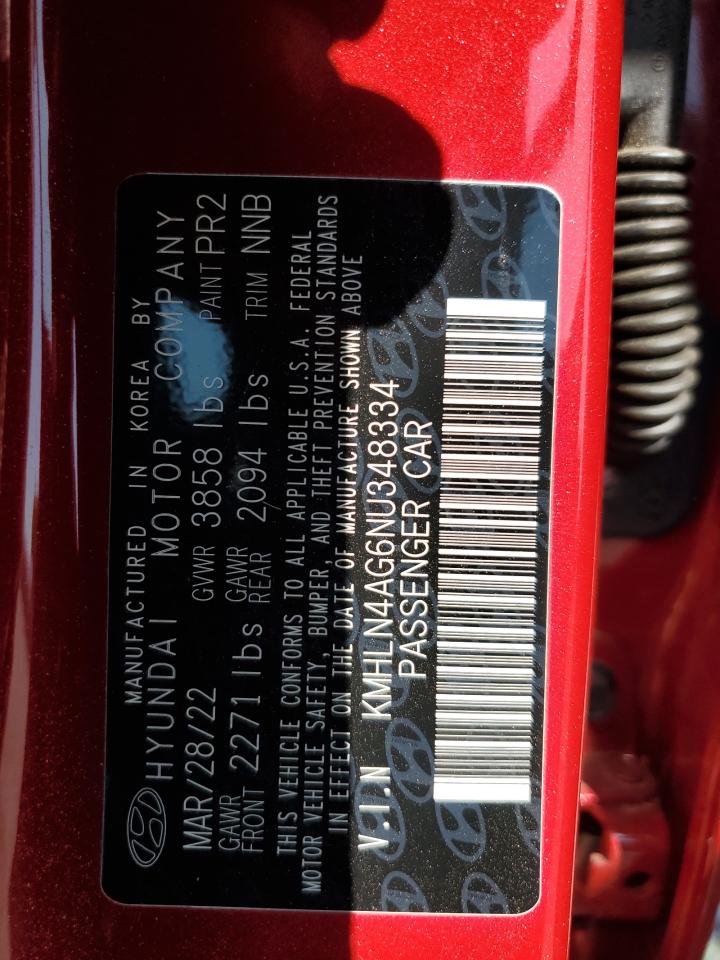 MANUFACTURED IN KOREA BY
HYUNDAI MOTOR COMPANY
MAR/28/22 GVWR 3858 lbs PAINT PR2
GAWR FRONT 2271 lbs GAWR REAR 2094 lbs TRIM NNB
THIS VEHICLE CONFORMS TO ALL APPLICABLE U.S.A. FEDERAL
MOTOR VEHICLE SAFETY, BUMPER, AND THEFT PREVENTION STANDARDS
IN EFFECT ON THE DATE OF MANUFACTURE SHOWN ABOVE
V.I.N KMHLN4AG6NU348334
PASSENGER CAR